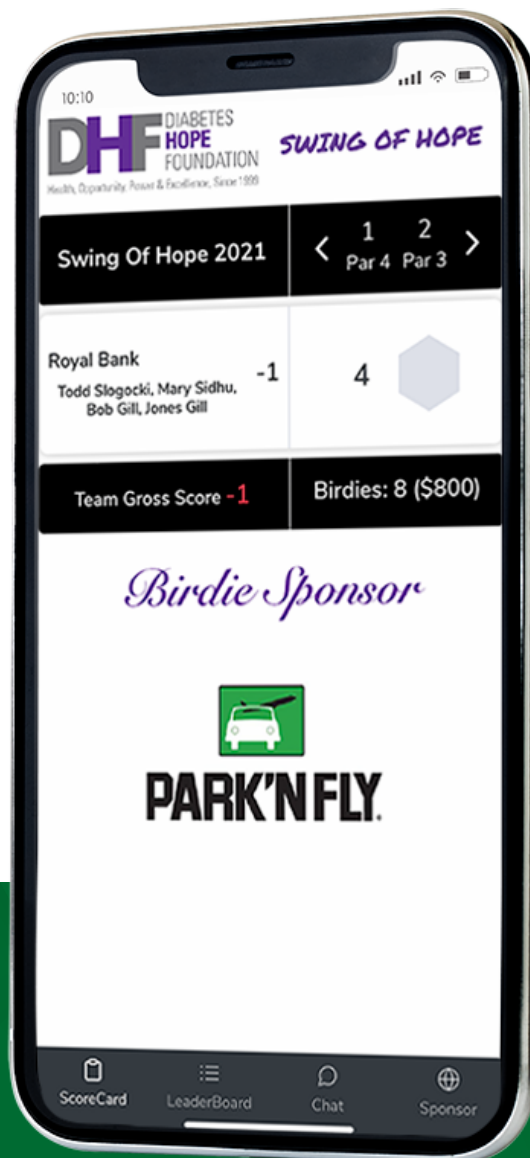 10:10
DHF DIABETES
HOPE
FOUNDATION
Health, Opportunity, Power & Excellence, Since 1999
SWING OF HOPE
Swing Of Hope 2021
1 2
Par 4 Par 3
Royal Bank
-1
4
Todd Slogocki, Mary Sidhu,
Bob Gill, Jones Gill
Team Gross Score -1
Birdies: 8 ($800)
Birdie Sponsor
PARK'N FLY.
ScoreCard
LeaderBoard
Chat
Sponsor